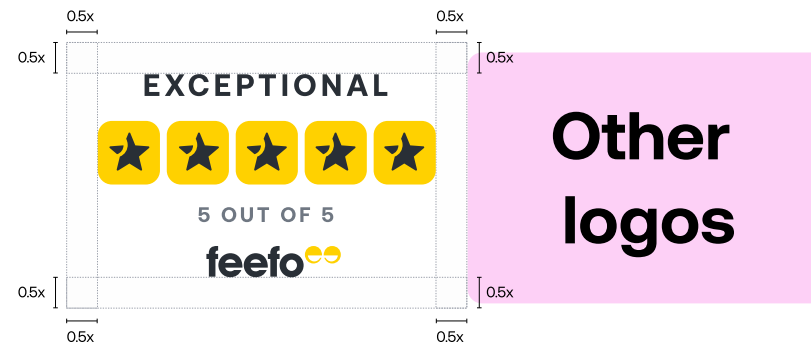 0.5x 0.5x
0.5x 0.5x
EXCEPTIONAL
Other
logos
5 OUT OF 5
feefo
0.5x 0.5x
0.5x 0.5x